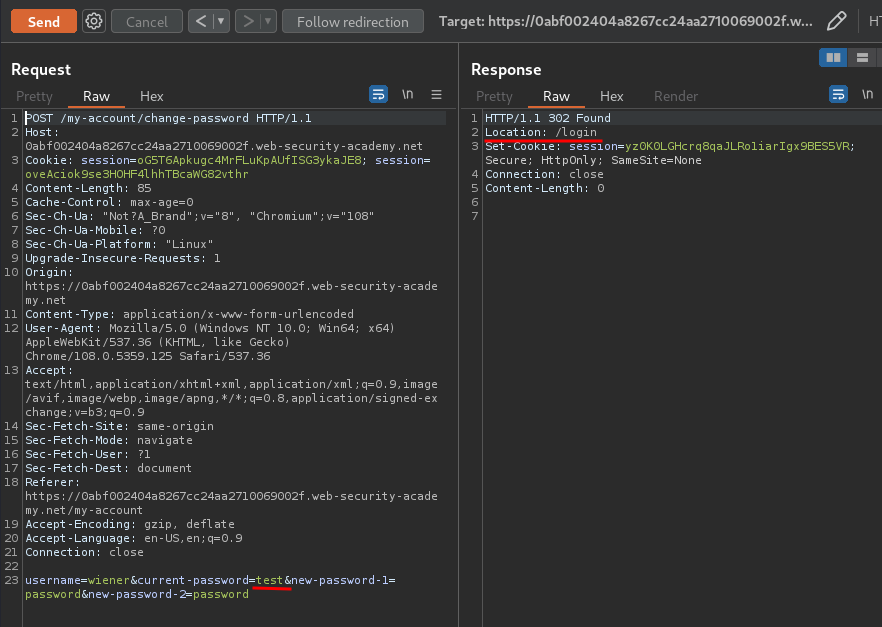 Send Cancel < > Follow redirection Target: https://0abf002404a8267cc24aa2710069002f.w... HT
Request
Pretty Raw Hex \n
1 POST /my-account/change-password HTTP/1.1
2 Host:
0abf002404a8267cc24aa2710069002f.web-security-academy.net
3 Cookie: session=oG5T6Apkugc4MrFLuKpAUfISG3ykaJE8; session=
oveAciok9se3HOHF4lhhTBcaWG82vthr
4 Content-Length: 85
5 Cache-Control: max-age=0
6 Sec-Ch-Ua: "Not?A_Brand";v="8", "Chromium";v="108"
7 Sec-Ch-Ua-Mobile: ?0
8 Sec-Ch-Ua-Platform: "Linux"
9 Upgrade-Insecure-Requests: 1
10 Origin:
https://0abf002404a8267cc24aa2710069002f.web-security-acade
my.net
11 Content-Type: application/x-www-form-urlencoded
12 User-Agent: Mozilla/5.0 (Windows NT 10.0; Win64; x64)
AppleWebKit/537.36 (KHTML, like Gecko)
Chrome/108.0.5359.125 Safari/537.36
13 Accept:
text/html,application/xhtml+xml,application/xml;q=0.9,image
/avif,image/webp,image/apng,*/*;q=0.8,application/signed-ex
change;v=b3;q=0.9
14 Sec-Fetch-Site: same-origin
15 Sec-Fetch-Mode: navigate
16 Sec-Fetch-User: ?1
17 Sec-Fetch-Dest: document
18 Referer:
https://0abf002404a8267cc24aa2710069002f.web-security-acade
my.net/my-account
19 Accept-Encoding: gzip, deflate
20 Accept-Language: en-US,en;q=0.9
21 Connection: close
22
23 username=wiener&current-password=test&new-password-1=
password&new-password-2=password
Response
Pretty Raw Hex Render \n
1 HTTP/1.1 302 Found
2 Location: /login
3 Set-Cookie: session=yz0K0LGHcrq8qaJLRo1iarIgx9BES5VR;
Secure; HttpOnly; SameSite=None
4 Connection: close
5 Content-Length: 0
6
7